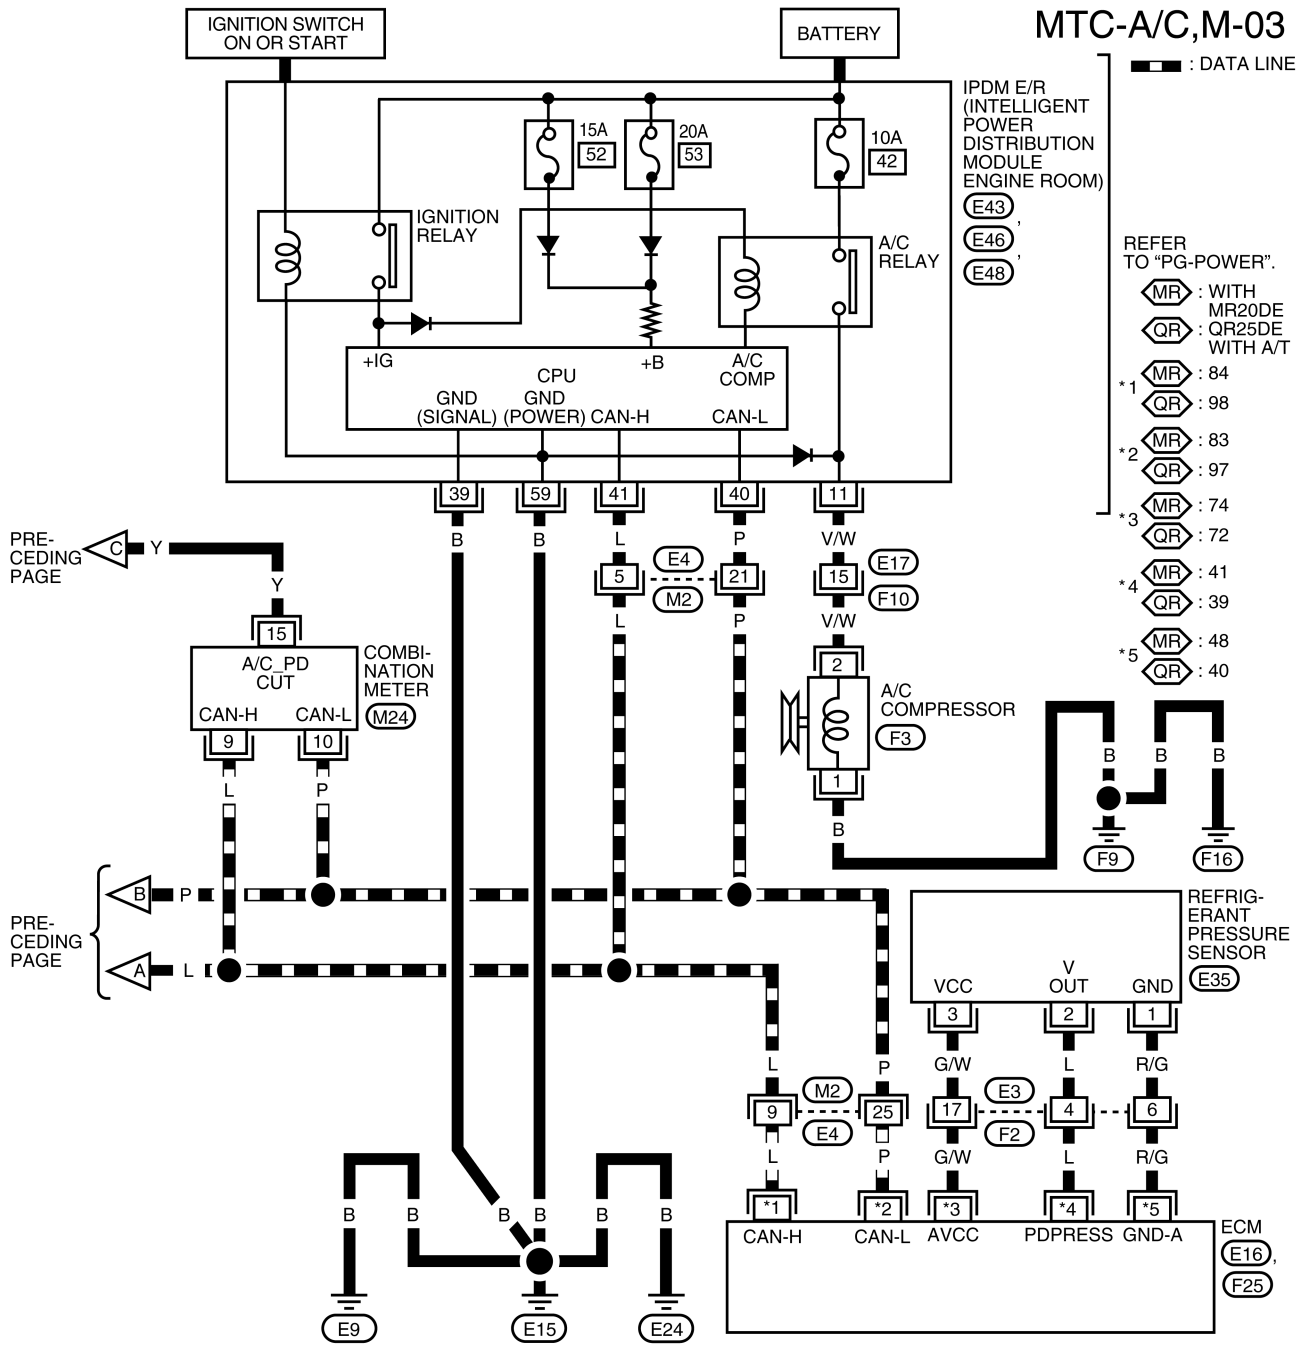 MTC-A/C,M-03
IGNITION SWITCH
ON OR START
BATTERY
: DATA LINE
IPDM E/R
(INTELLIGENT
POWER
DISTRIBUTION
MODULE
ENGINE ROOM)
E43 ,
E46 ,
E48
15A
52
20A
53
10A
42
IGNITION
RELAY
A/C
RELAY
REFER
TO “PG-POWER”.
MR : WITH
MR20DE
QR : QR25DE
WITH A/T
*1 MR : 84
QR : 98
*2 MR : 83
QR : 97
*3 MR : 74
QR : 72
*4 MR : 41
QR : 39
*5 MR : 48
QR : 40
+IG
+B
A/C
COMP
CPU
GND
(SIGNAL)
GND
(POWER)
CAN-H
CAN-L
39 59 41 40 11
B B L P V/W
PRE-
CEDING
PAGE
C Y
Y
5 E4 21
M2
15 E17
F10
L P V/W
15
A/C_PD
CUT
CAN-H CAN-L
COMBI-
NATION
METER
M24
9 10
L P
2
A/C
COMPRESSOR
F3
1
B
B B B
F9 F16
PRE-
CEDING
PAGE
B P
A L
REFRIG-
ERANT
PRESSURE
SENSOR
E35
VCC
V
OUT
GND
3 2 1
L P G/W L R/G
9 M2 25 17 E3 4 6
E4 F2
L P G/W L R/G
*1 *2 *3 *4 *5
CAN-H CAN-L AVCC PDPRESS GND-A
ECM
E16 ,
F25
B B B B B B
E9 E15 E24